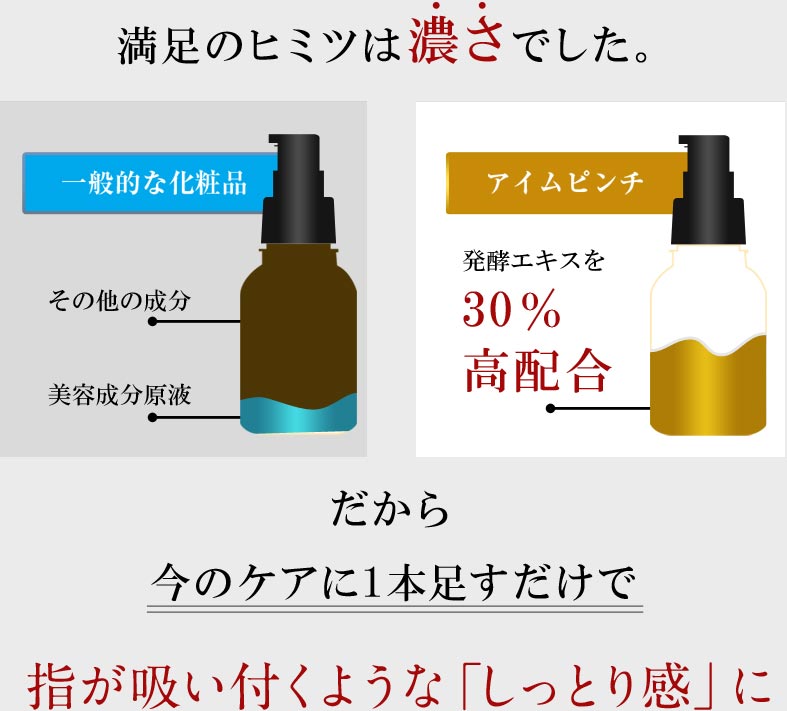 満足のヒミツは濃さでした。
一般的な化粧品
その他の成分
美容成分原液
アイムピンチ
発酵エキスを
30%
高配合
だから
今のケアに1本足すだけで
指が吸い付くような「しっとり感」に